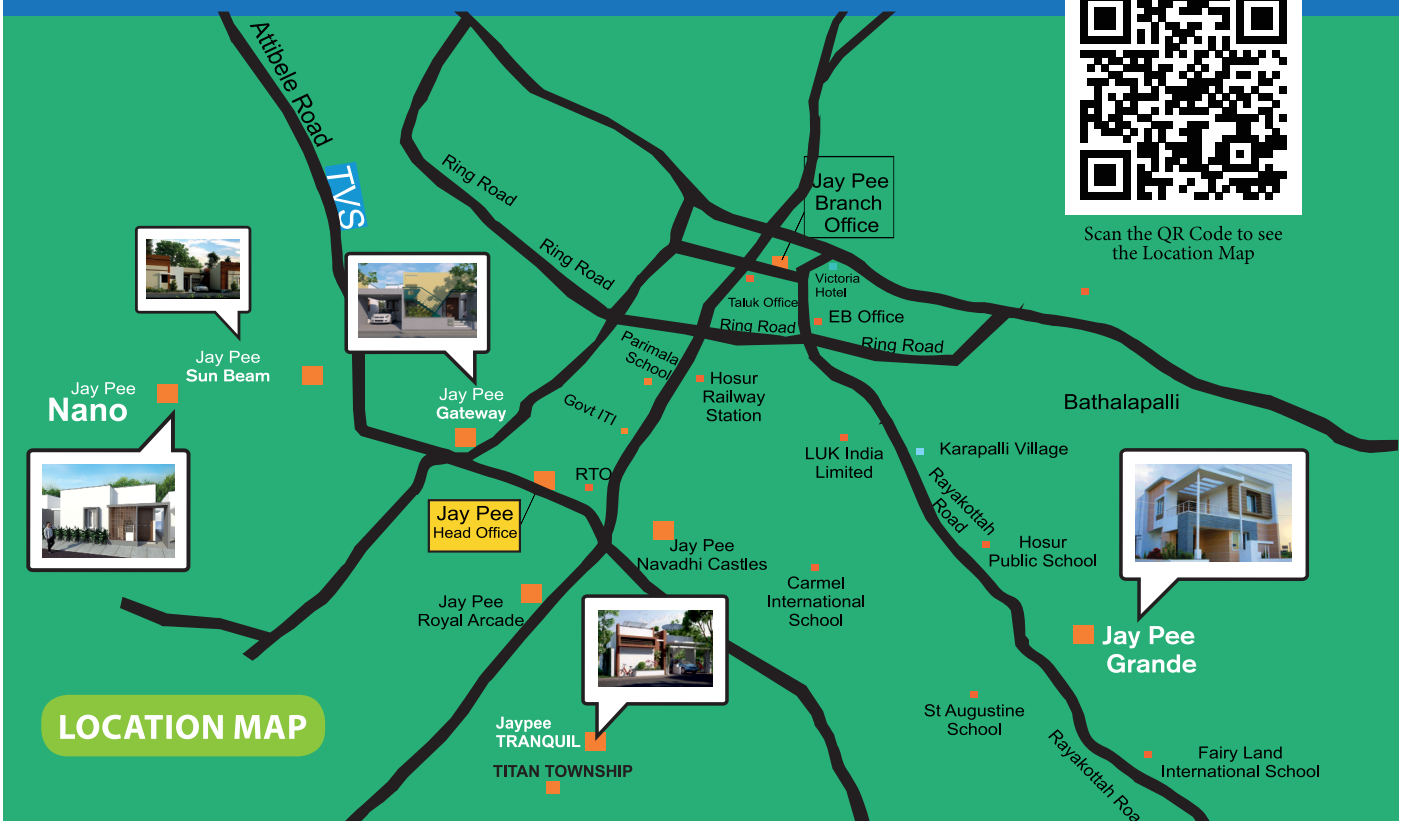 Attibele Road
TVS
Ring Road
Ring Road
Jay Pee
Branch
Office
Scan the QR Code to see
the Location Map
Victoria
Hotel
Taluk Office
EB Office
Ring Road
Ring Road
Jay Pee
Sun Beam
Jay Pee
Nano
Jay Pee
Gateway
Parimala
School
Hosur
Railway
Station
Govt ITI
Bathalapalli
LUK India
Limited
Karapalli Village
RTO
Rayakottah
Road
Jay Pee
Head Office
Jay Pee
Navadhi Castles
Hosur
Public School
Carmel
International
School
Jay Pee
Royal Arcade
Jay Pee
Grande
LOCATION MAP
Jaypee
TRANQUIL
TITAN TOWNSHIP
St Augustine
School
Rayakottah Roa
Fairy Land
International School